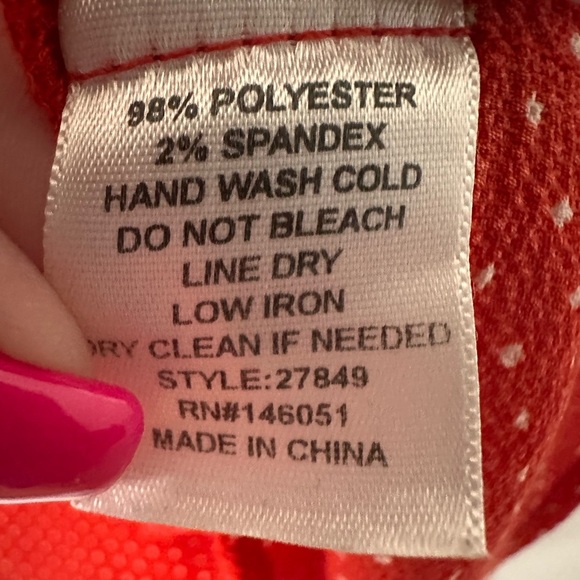 98% POLYESTER
2% SPANDEX
HAND WASH COLD
DO NOT BLEACH
LINE DRY
LOW IRON
DRY CLEAN IF NEEDED
STYLE:27849
RN#146051
MADE IN CHINA